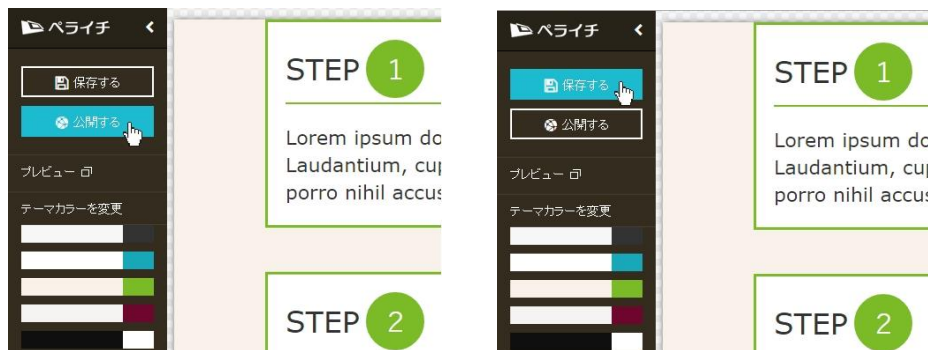 ペライチ
保存する
公開する
プレビュー
テーマカラーを変更
STEP 1
Lorem ipsum do
Laudantium, cu
porro nihil accus
STEP 2
ペライチ
保存する
公開する
プレビュー
テーマカラーを変更
STEP 1
Lorem ipsum do
Laudantium, cu
porro nihil accus
STEP 2